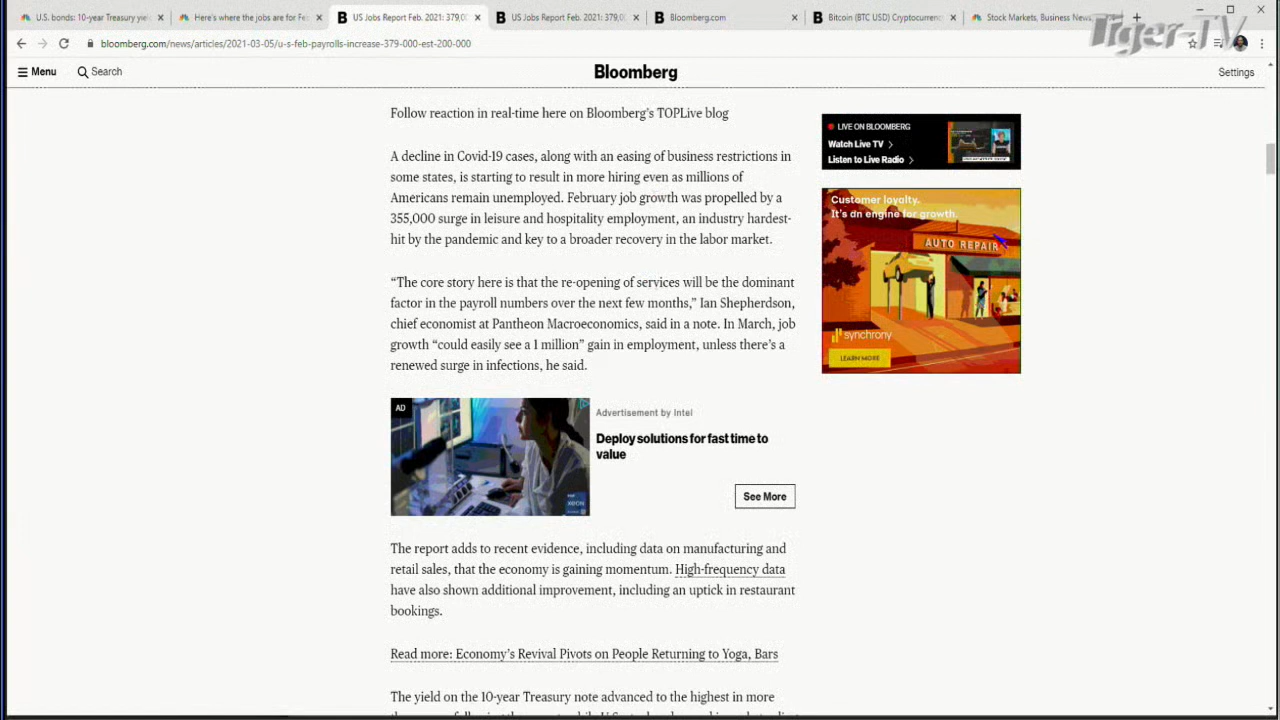 U.S. bonds: 10-year Treasury yie
Here's where the jobs are for Fe
US Jobs Report Feb. 2021: 379,0
US Jobs Report Feb. 2021: 379,0
Bloomberg.com
Bitcoin (BTC USD) Cryptocurrenc
Stock Markets, Business News,
Tiger-TV
bloomberg.com/news/articles/2021-03-05/u-s-feb-payrolls-increase-379-000-est-200-000
Menu
Search
Bloomberg
Settings
Follow reaction in real-time here on Bloomberg's TOPLive blog
A decline in Covid-19 cases, along with an easing of business restrictions in
some states, is starting to result in more hiring even as millions of
Americans remain unemployed. February job growth was propelled by a
355,000 surge in leisure and hospitality employment, an industry hardest-
hit by the pandemic and key to a broader recovery in the labor market.
“The core story here is that the re-opening of services will be the dominant
factor in the payroll numbers over the next few months,” Ian Shepherdson,
chief economist at Pantheon Macroeconomics, said in a note. In March, job
growth “could easily see a 1 million” gain in employment, unless there's a
renewed surge in infections, he said.
AD
Advertisement by Intel
Deploy solutions for fast time to
value
See More
The report adds to recent evidence, including data on manufacturing and
retail sales, that the economy is gaining momentum. High-frequency data
have also shown additional improvement, including an uptick in restaurant
bookings.
Read more: Economy's Revival Pivots on People Returning to Yoga, Bars
The yield on the 10-year Treasury note advanced to the highest in more
LIVE ON BLOOMBERG
Watch Live TV
Listen to Live Radio
Customer loyalty.
It's an engine for growth.
AUTO REPAIR
synchrony
LEARN MORE